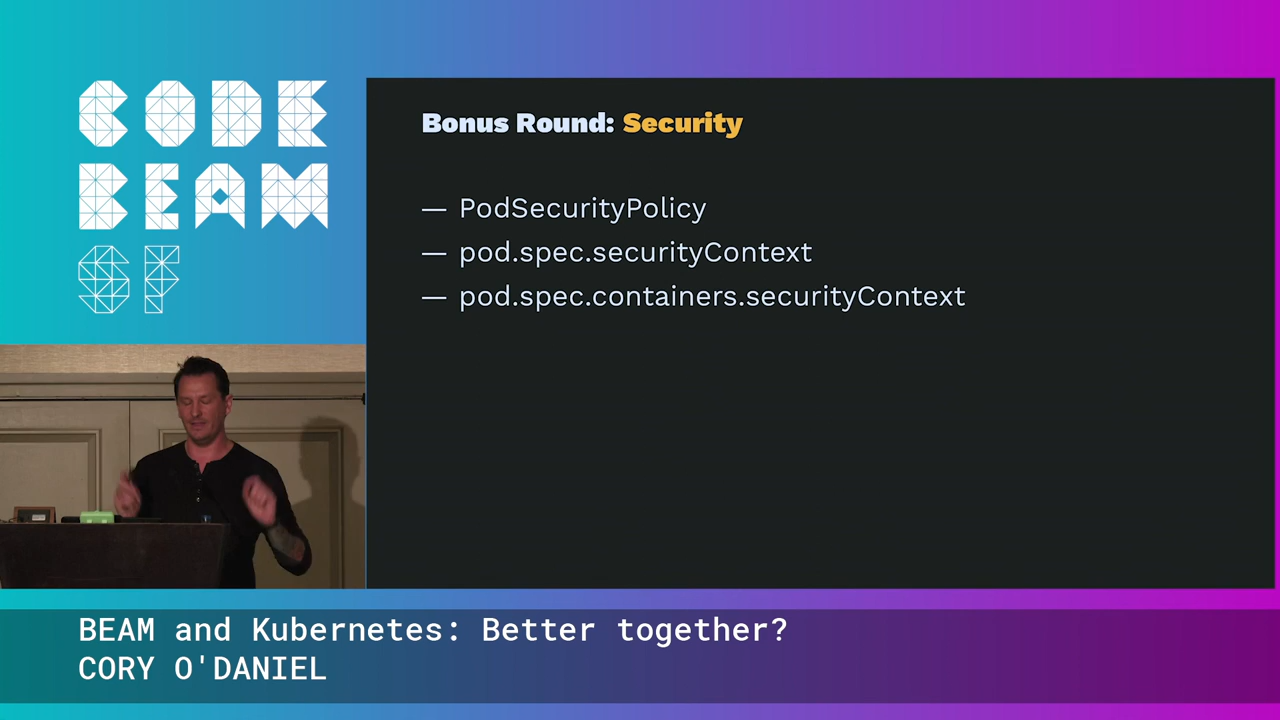 CODE
BEAM
SF
Bonus Round: Security
— PodSecurityPolicy
— pod.spec.securityContext
— pod.spec.containers.securityContext
BEAM and Kubernetes: Better together?
CORY O'DANIEL